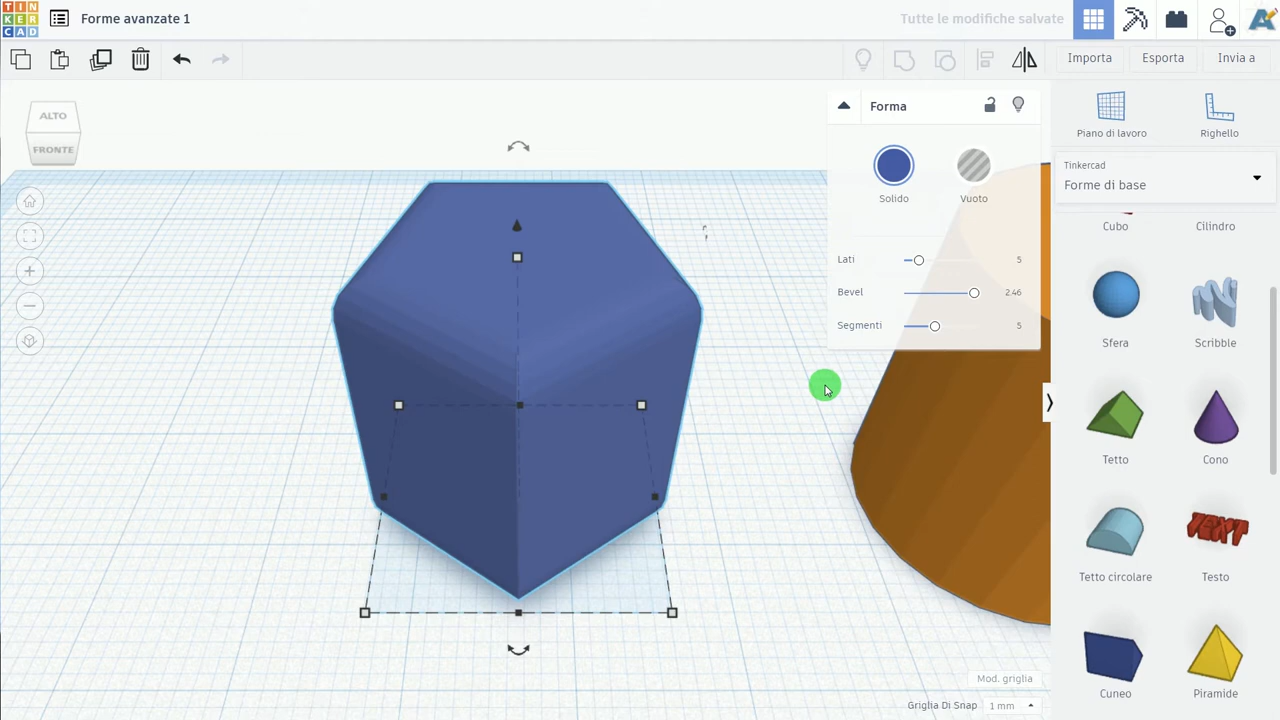 TIN
KER
CAD
Forme avanzate 1
Tutte le modifiche salvate
Importa
Esporta
Invia a
ALTO
FRONTE
Forma
Solido
Vuoto
Lati
5
Bevel
2.46
Segmenti
5
Piano di lavoro
Righello
Tinkercad
Forme di base
Cubo
Cilindro
Sfera
Scribble
Tetto
Cono
TEXT
Tetto circolare
Testo
Cuneo
Piramide
Mod. griglia
Griglia Di Snap
1 mm